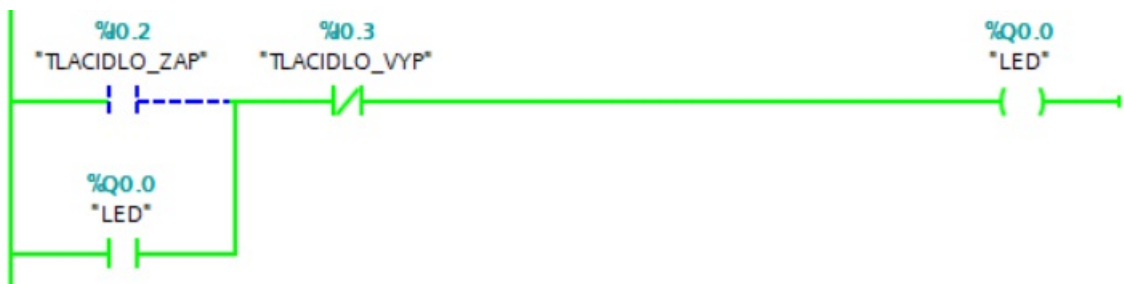 %I0.2
"TLACIDLO_ZAP"
%I0.3
"TLACIDLO_VYP"
%Q0.0
"LED"
%Q0.0
"LED"